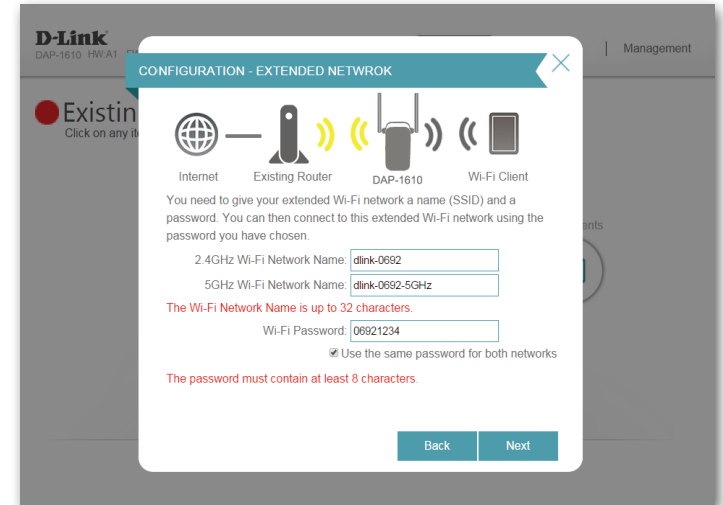 D-Link
DAP-1610 HW:A1
Management
CONFIGURATION - EXTENDED NETWROK
Existin
Click on any
Internet
Existing Router
DAP-1610
Wi-Fi Client
You need to give your extended Wi-Fi network a name (SSID) and a
password. You can then connect to this extended Wi-Fi network using the
password you have chosen.
2.4GHz Wi-Fi Network Name: dlink-0692
5GHz Wi-Fi Network Name: dlink-0692-5GHz
The Wi-Fi Network Name is up to 32 characters.
Wi-Fi Password: 06921234
Use the same password for both networks
The password must contain at least 8 characters.
Back
Next